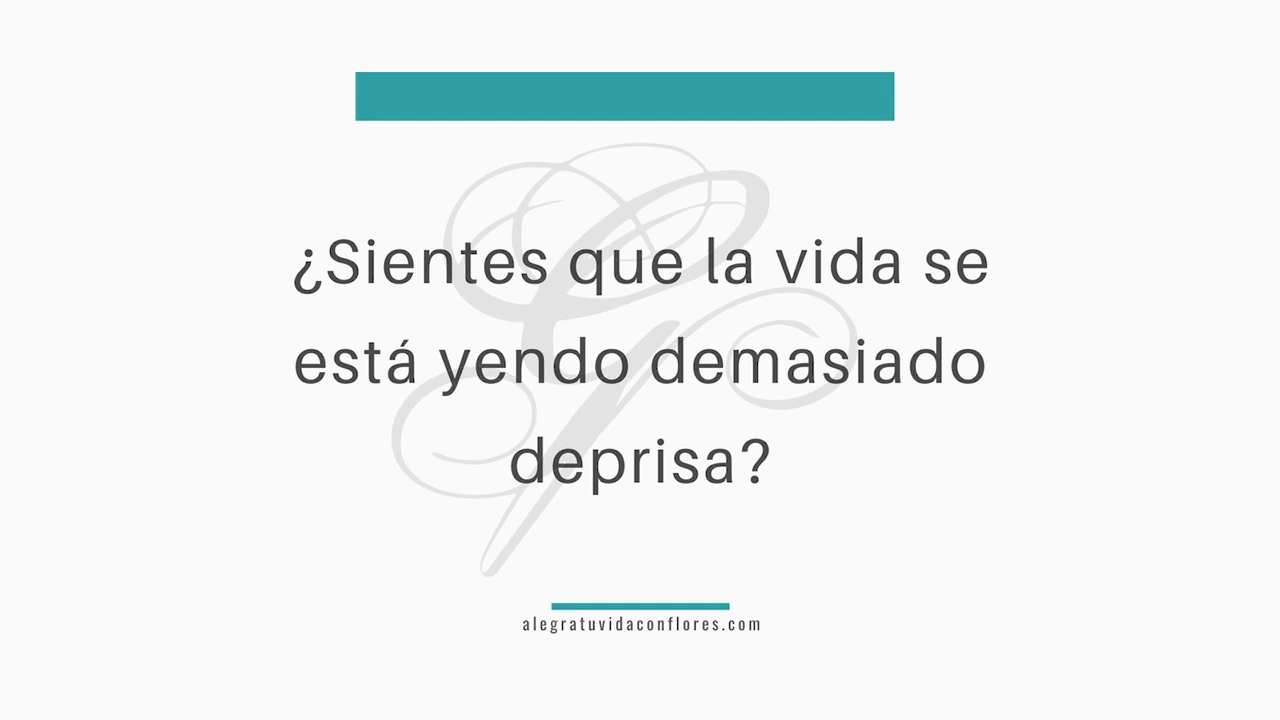 ¿Sientes que la vida se
está yendo demasiado
deprisa?
alegratuvidaconflores.com